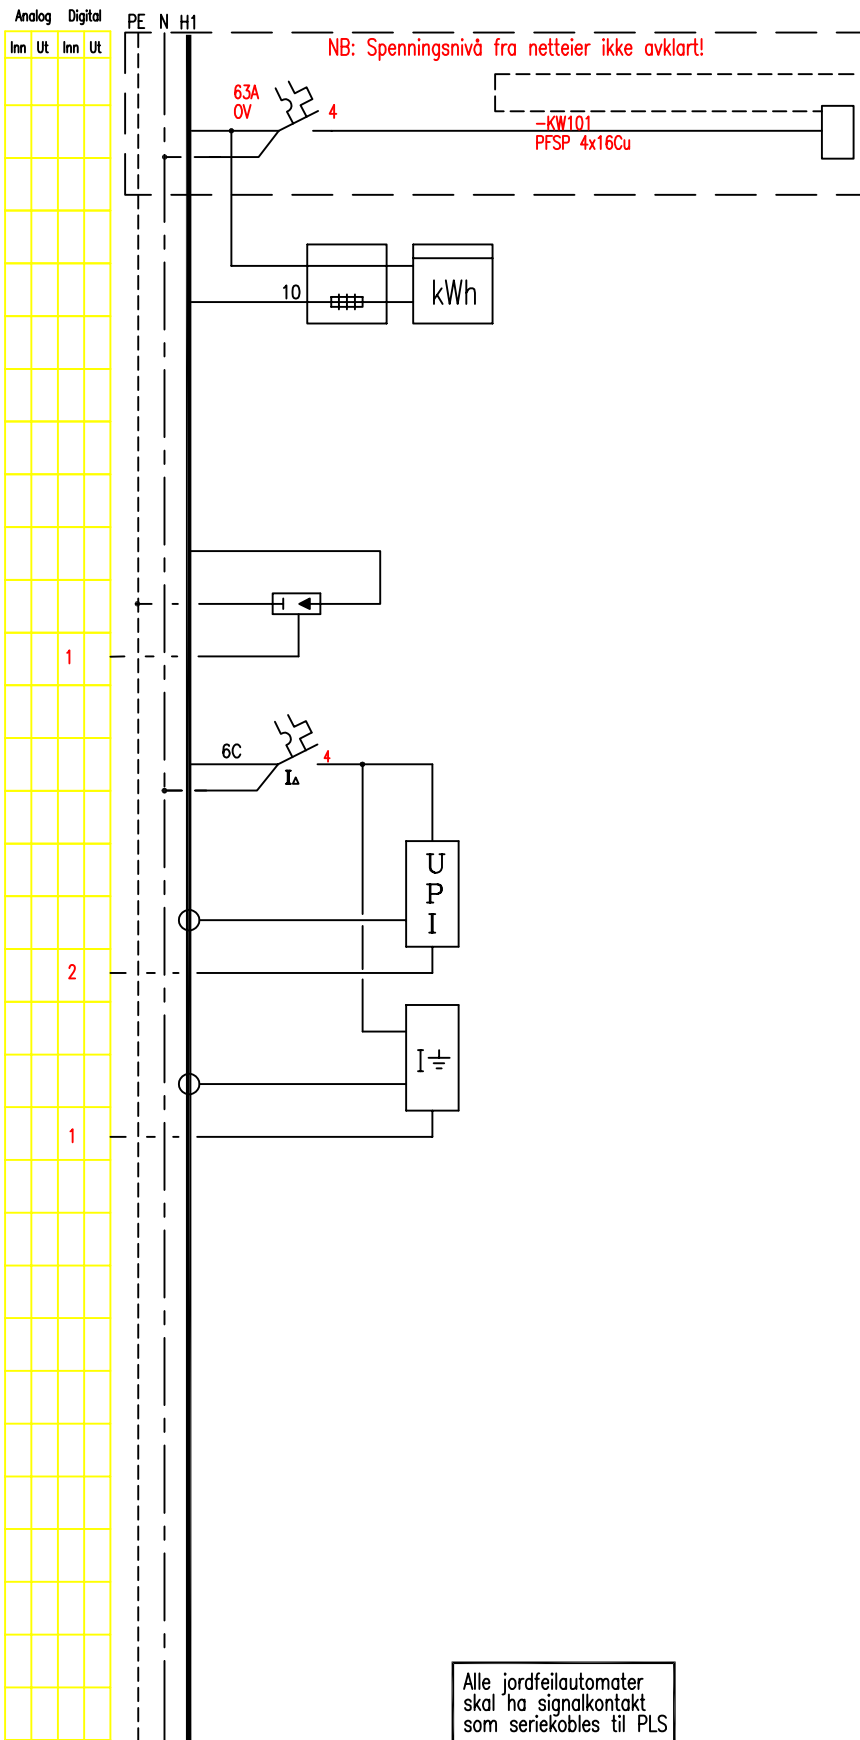 Analog Digital PE N H1
Inn Ut Inn Ut
NB: Spenningsnivå fra netteier ikke avklart!
63A
OV
4
-KW101
PFSP 4x16Cu
10
kWh
1
6C
4
I∆
U
P
I
2
I
1
Alle jordfeilautomater
skal ha signalkontakt
som seriekobles til PLS